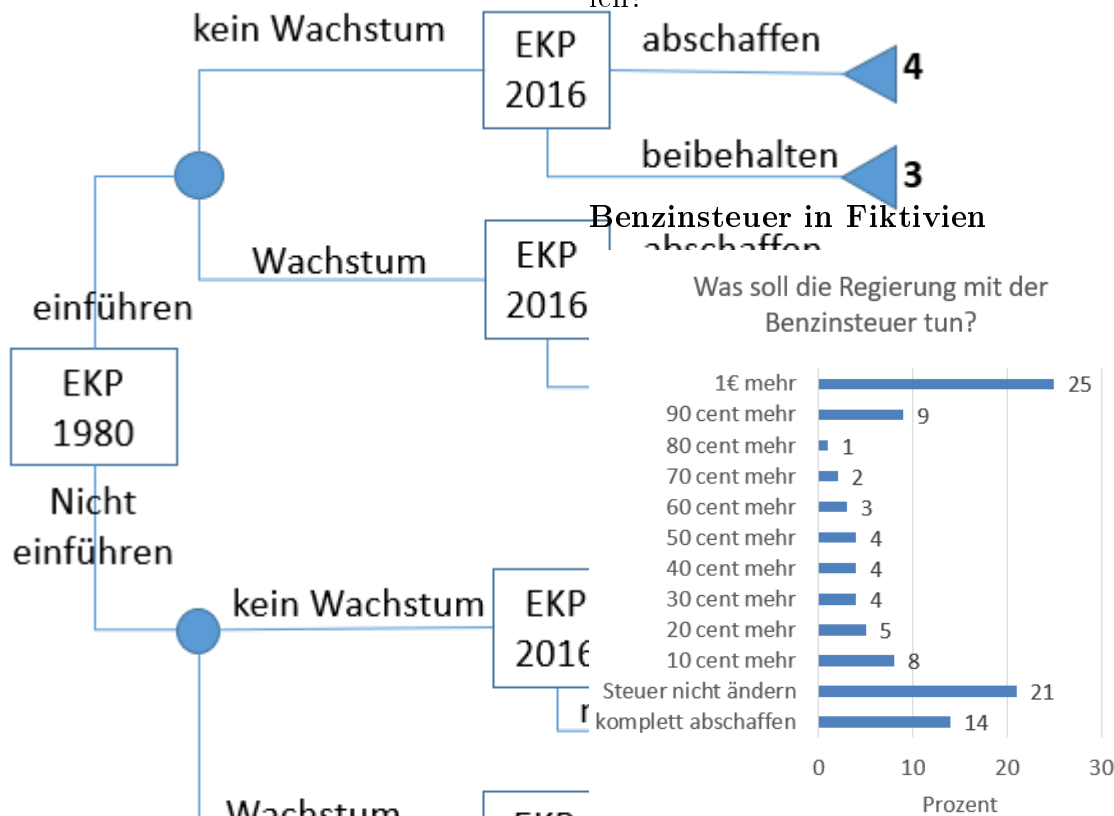 kein Wachstum
EKP
2016
abschaffen
4
beibehalten
3
Wachstum
EKP
2016
abschaffen
einführen
EKP
1980
Nicht
einführen
kein Wachstum
EKP
2016
Wachstum
EKP
Benzinsteuer in Fiktivien
Was soll die Regierung mit der
Benzinsteuer tun?
1€ mehr 25
90 cent mehr 9
80 cent mehr 1
70 cent mehr 2
60 cent mehr 3
50 cent mehr 4
40 cent mehr 4
30 cent mehr 4
20 cent mehr 5
10 cent mehr 8
Steuer nicht ändern 21
komplett abschaffen 14
0 10 20 30
Prozent